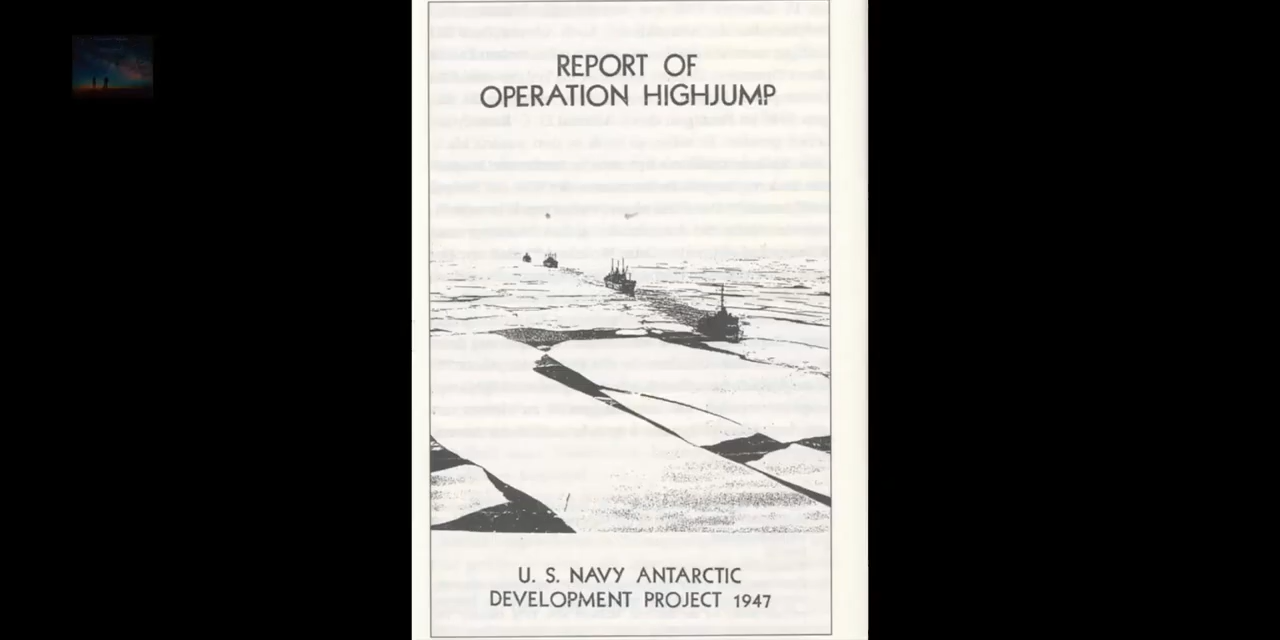 REPORT OF
OPERATION HIGHJUMP
U. S. NAVY ANTARCTIC
DEVELOPMENT PROJECT 1947